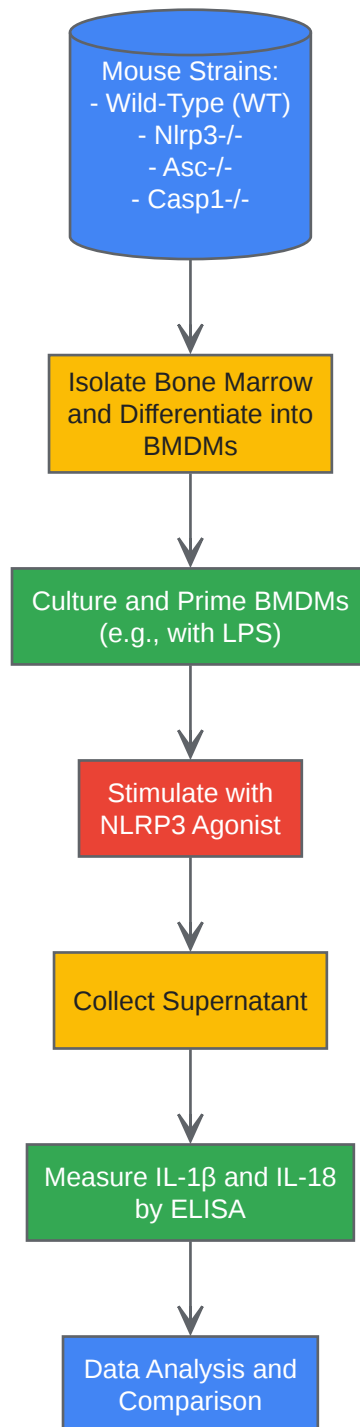 Mouse Strains:
- Wild-Type (WT)
- Nlrp3-/-
- Asc-/-
- Casp1-/-
Isolate Bone Marrow
and Differentiate into
BMDMs
Culture and Prime BMDMs
(e.g., with LPS)
Stimulate with
NLRP3 Agonist
Collect Supernatant
Measure IL-1β and IL-18
by ELISA
Data Analysis and
Comparison